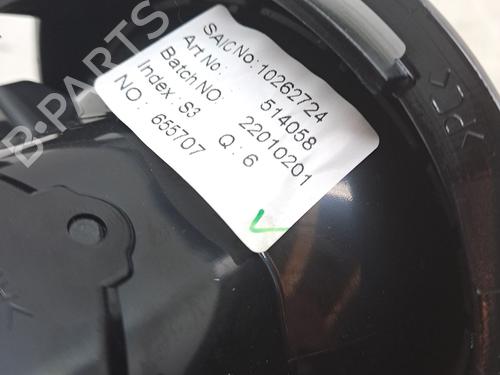 SAIC No: 10262724
Art No: 514058
Batch NO: 22010201
Index : S3 Q : 6
NO : 655707
B-PARTS